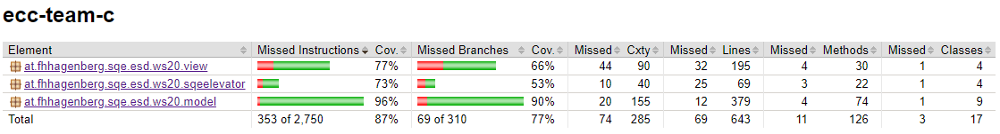 ecc-team-c
Element Missed Instructions Cov. Missed Branches Cov. Missed Cxty Missed Lines Missed Methods Missed Classes
at.fhhagenberg.sqe.esd.ws20.view 77% 66% 44 90 32 195 4 30 1 4
at.fhhagenberg.sqe.esd.ws20.sqeelevator 73% 53% 10 40 25 69 3 22 1 4
at.fhhagenberg.sqe.esd.ws20.model 96% 90% 20 155 12 379 4 74 1 9
Total 353 of 2,750 87% 69 of 310 77% 74 285 69 643 11 126 3 17